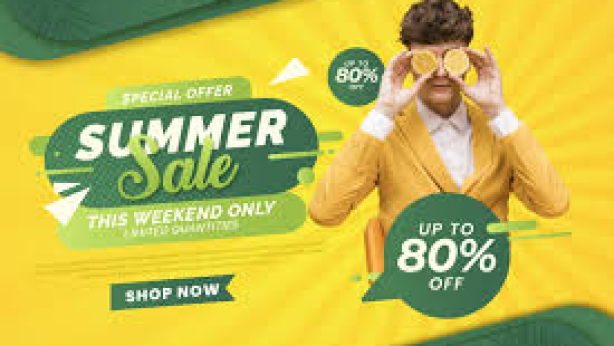 SPECIAL OFFER
SUMMER
Sale
THIS WEEKEND ONLY
LIMITED QUANTITIES
SHOP NOW
UP TO
80%
OFF
UP TO
80%
OFF